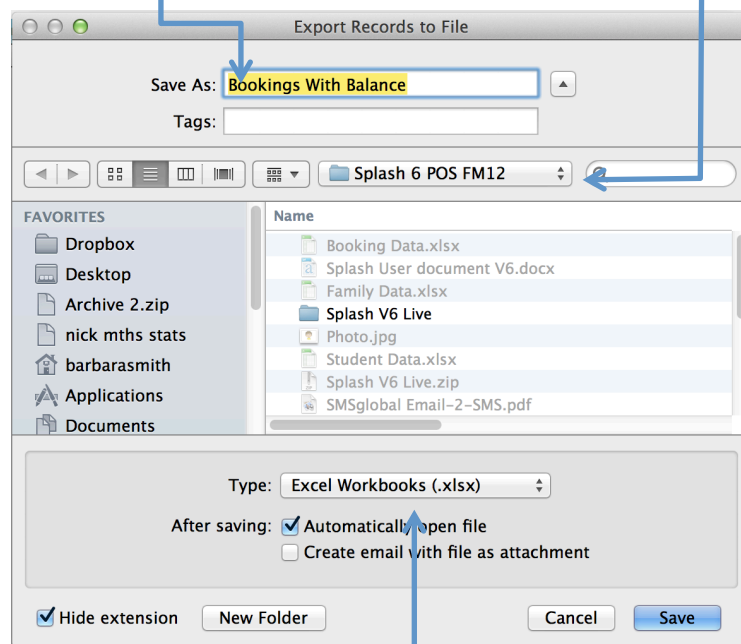 Export Records to File
Save As: Bookings With Balance
Tags:
Splash 6 POS FM12
FAVORITES
Dropbox
Desktop
Archive 2.zip
nick mths stats
barbarasmith
Applications
Documents
Name
Booking Data.xlsx
Splash User document V6.docx
Family Data.xlsx
Splash V6 Live
Photo.jpg
Student Data.xlsx
Splash V6 Live.zip
SMSglobal Email-2-SMS.pdf
Type: Excel Workbooks (.xlsx)
After saving: Automatically open file
Create email with file as attachment
Hide extension New Folder Cancel Save